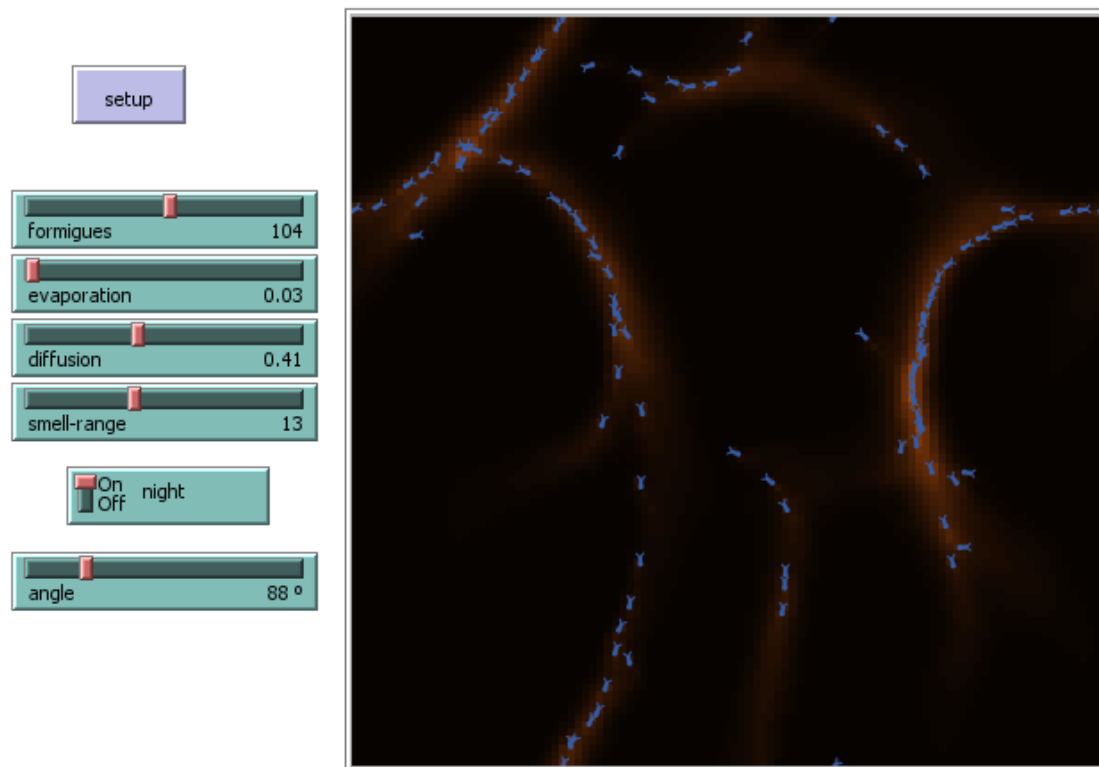 setup
formigues 104
evaporation 0.03
diffusion 0.41
smell-range 13
On
Off night
angle 88 º